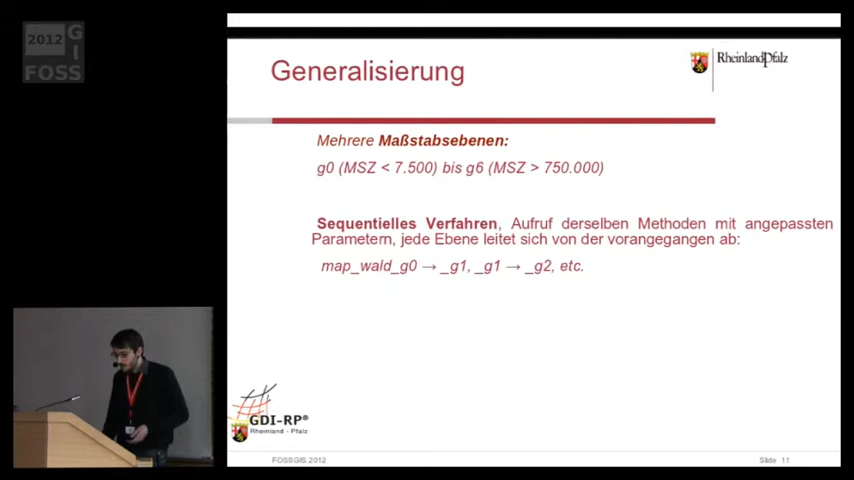 2012 G
I
FOSS
Generalisierung
RheinlandPfalz
Mehrere Maßstabsebenen:
g0 (MSZ < 7.500) bis g6 (MSZ > 750.000)
Sequentielles Verfahren, Aufruf derselben Methoden mit angepassten
Parametern, jede Ebene leitet sich von der vorangegangen ab:
map_wald_g0 → _g1, _g1 → _g2, etc.
GDI-RP®
Rheinland - Pfalz
FOSSGIS 2012
Slide 11